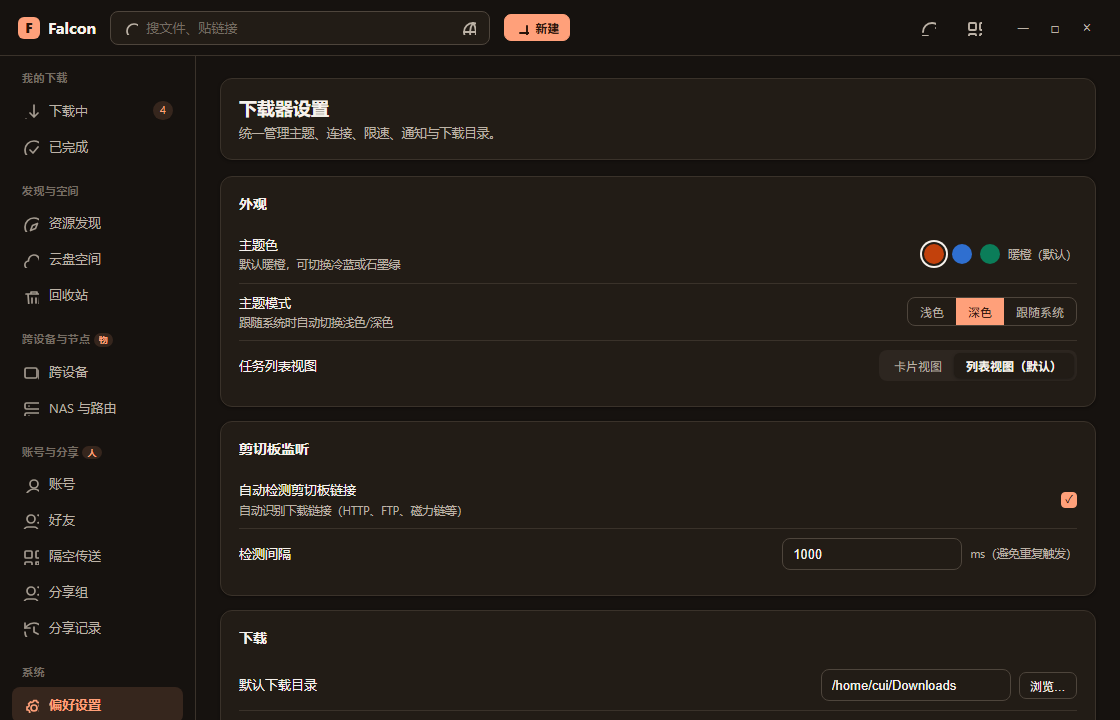 F Falcon
搜文件、贴链接
新建
我的下载
下载中 4
已完成
发现与空间
资源发现
云盘空间
回收站
跨设备与节点 物
跨设备
NAS 与路由
账号与分享 人
账号
好友
隔空传送
分享组
分享记录
系统
偏好设置
下载器设置
统一管理主题、连接、限速、通知与下载目录。
外观
主题色
默认暖橙，可切换冷蓝或石墨绿
暖橙（默认）
主题模式
跟随系统时自动切换浅色/深色
浅色 深色 跟随系统
任务列表视图
卡片视图 列表视图（默认）
剪切板监听
自动检测剪切板链接
自动识别下载链接（HTTP、FTP、磁力链等）
检测间隔
1000 ms（避免重复触发）
下载
默认下载目录
/home/cui/Downloads 浏览...